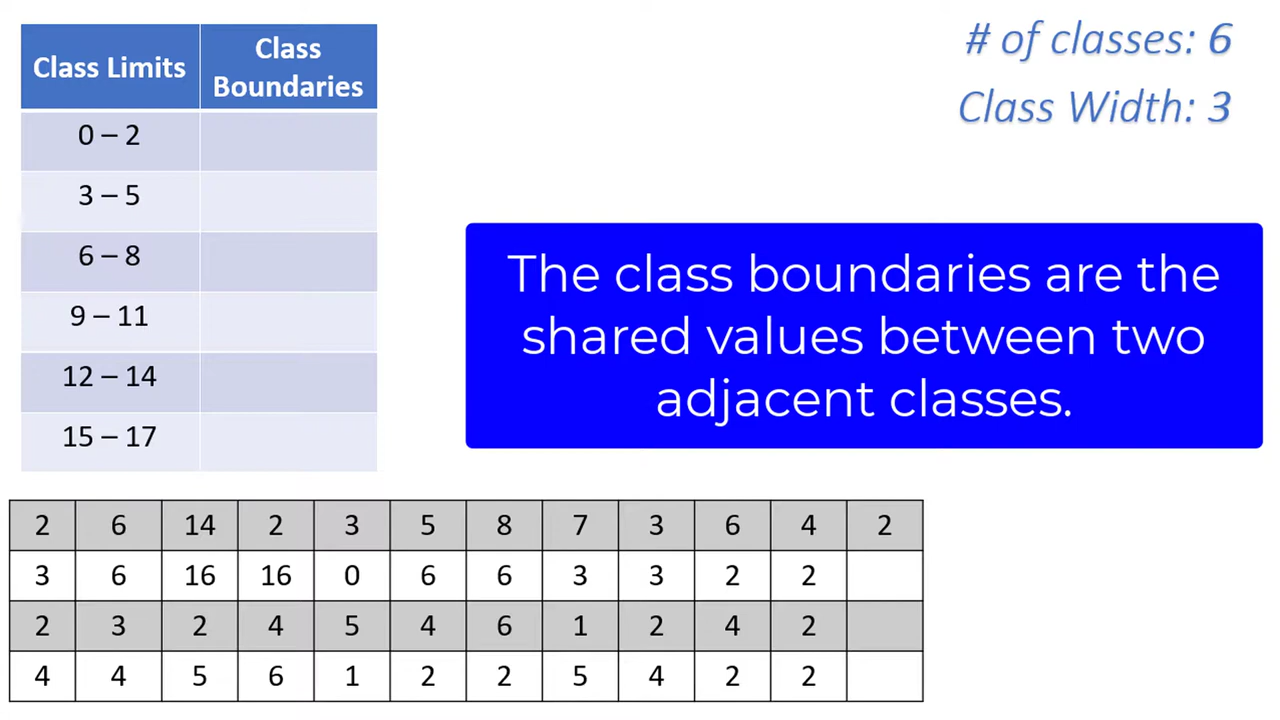 Class Limits Class Boundaries
0 – 2
3 – 5
6 – 8
9 – 11
12 – 14
15 – 17
# of classes: 6
Class Width: 3
The class boundaries are the
shared values between two
adjacent classes.
2 6 14 2 3 5 8 7 3 6 4 2
3 6 16 16 0 6 6 3 3 2 2
2 3 2 4 5 4 6 1 2 4 2
4 4 5 6 1 2 2 5 4 2 2